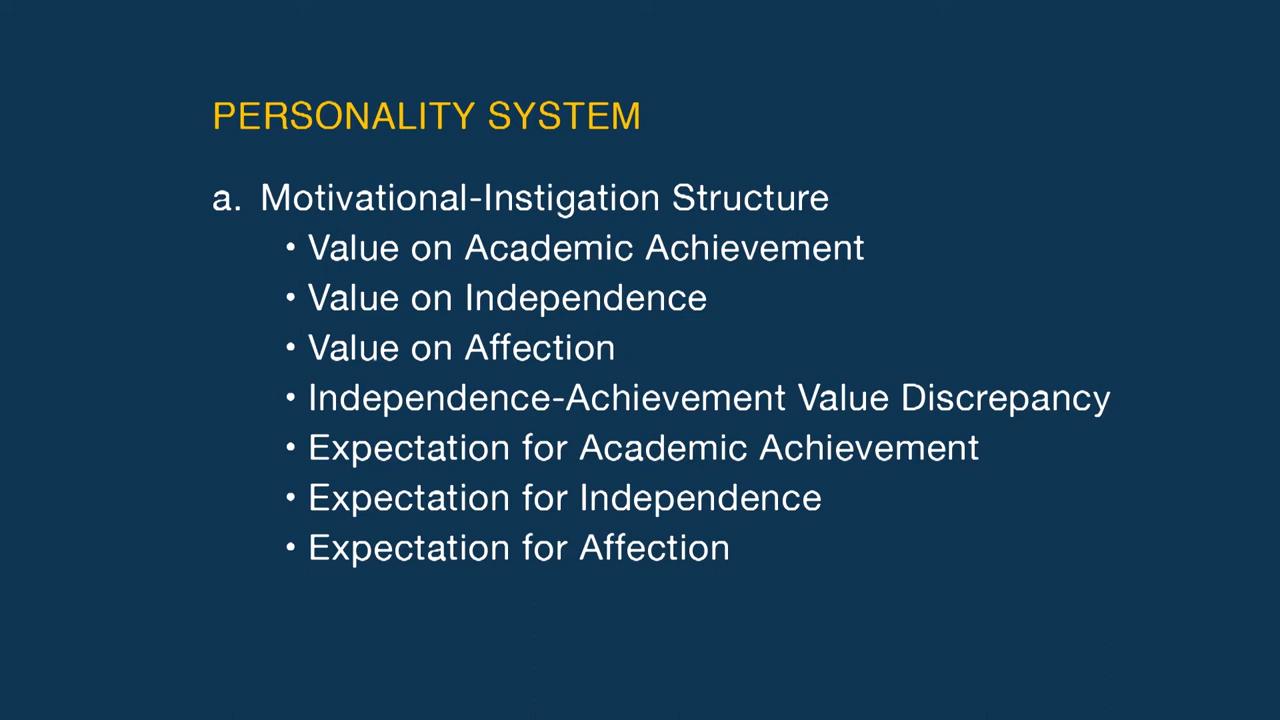 PERSONALITY SYSTEM
a. Motivational-Instigation Structure
• Value on Academic Achievement
• Value on Independence
• Value on Affection
• Independence-Achievement Value Discrepancy
• Expectation for Academic Achievement
• Expectation for Independence
• Expectation for Affection